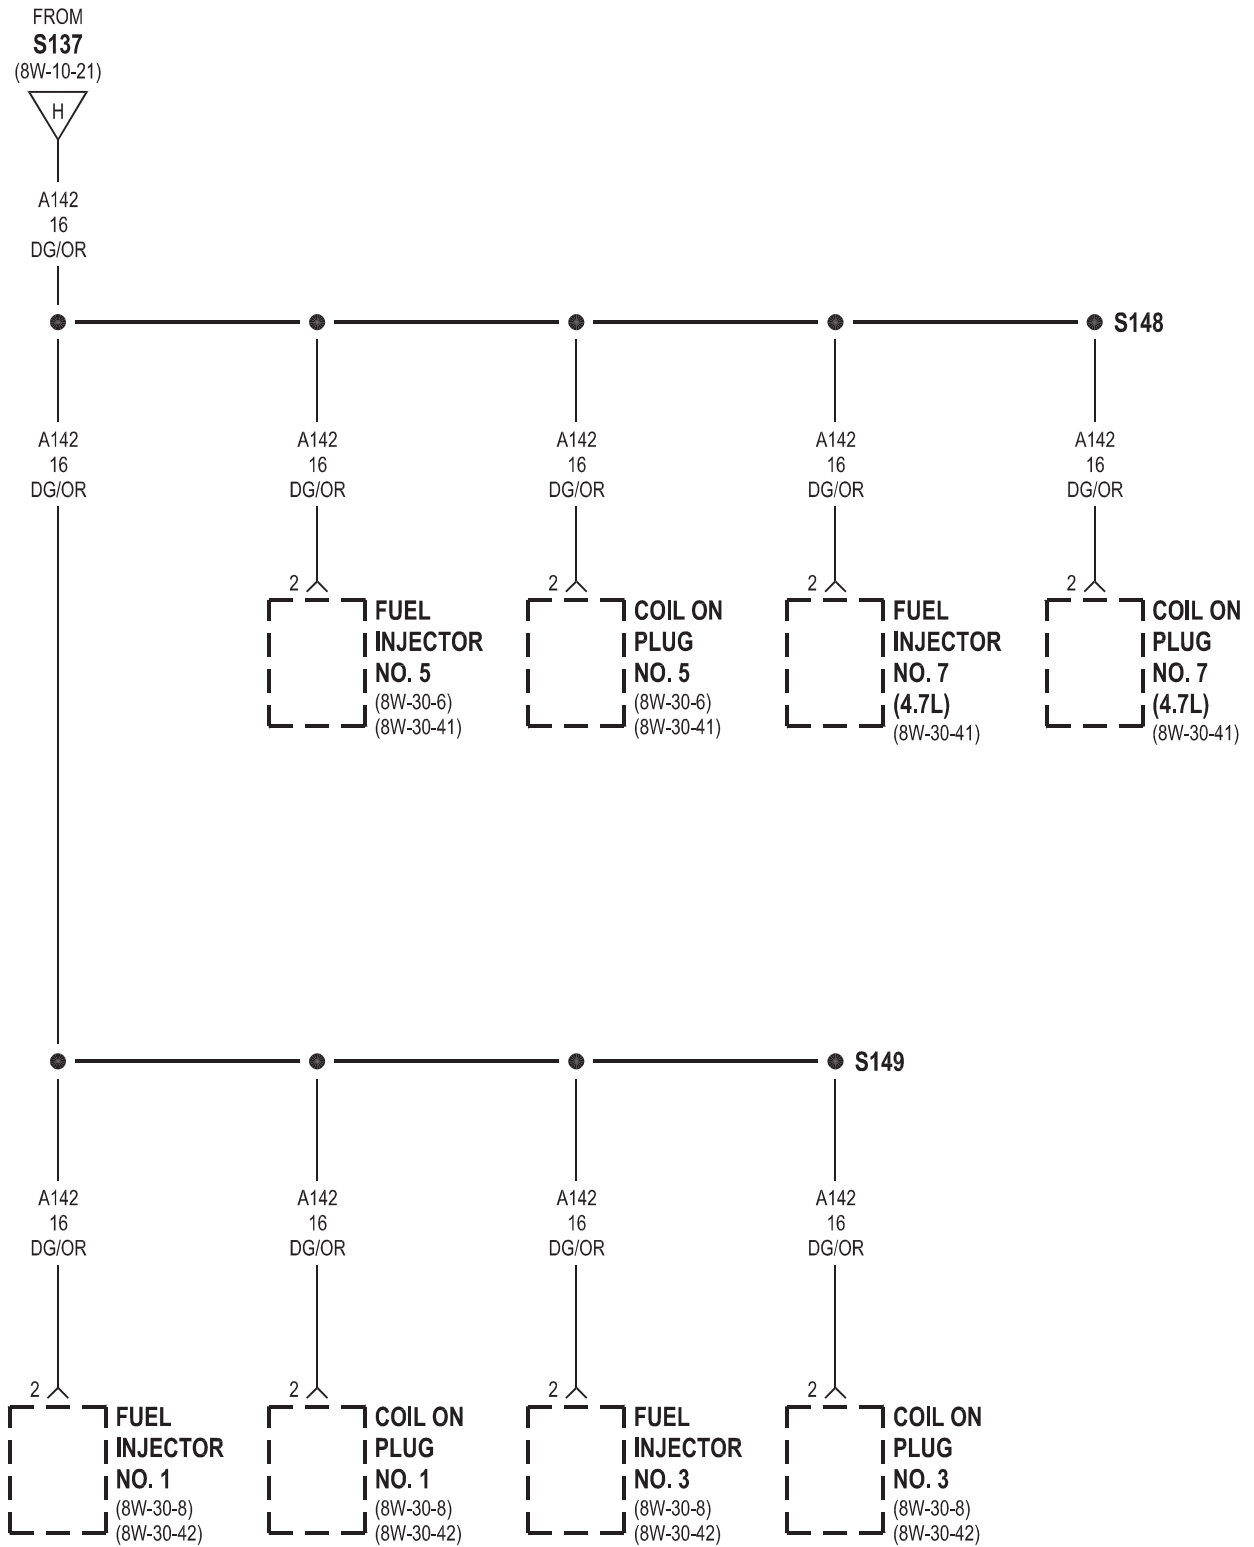 FROM
S137
(8W-10-21)
H
A142
16
DG/OR
S148
A142
16
DG/OR
A142
16
DG/OR
A142
16
DG/OR
A142
16
DG/OR
A142
16
DG/OR
2
FUEL
INJECTOR
NO. 5
(8W-30-6)
(8W-30-41)
2
COIL ON
PLUG
NO. 5
(8W-30-6)
(8W-30-41)
2
FUEL
INJECTOR
NO. 7
(4.7L)
(8W-30-41)
2
COIL ON
PLUG
NO. 7
(4.7L)
(8W-30-41)
S149
A142
16
DG/OR
A142
16
DG/OR
A142
16
DG/OR
A142
16
DG/OR
2
FUEL
INJECTOR
NO. 1
(8W-30-8)
(8W-30-42)
2
COIL ON
PLUG
NO. 1
(8W-30-8)
(8W-30-42)
2
FUEL
INJECTOR
NO. 3
(8W-30-8)
(8W-30-42)
2
COIL ON
PLUG
NO. 3
(8W-30-8)
(8W-30-42)